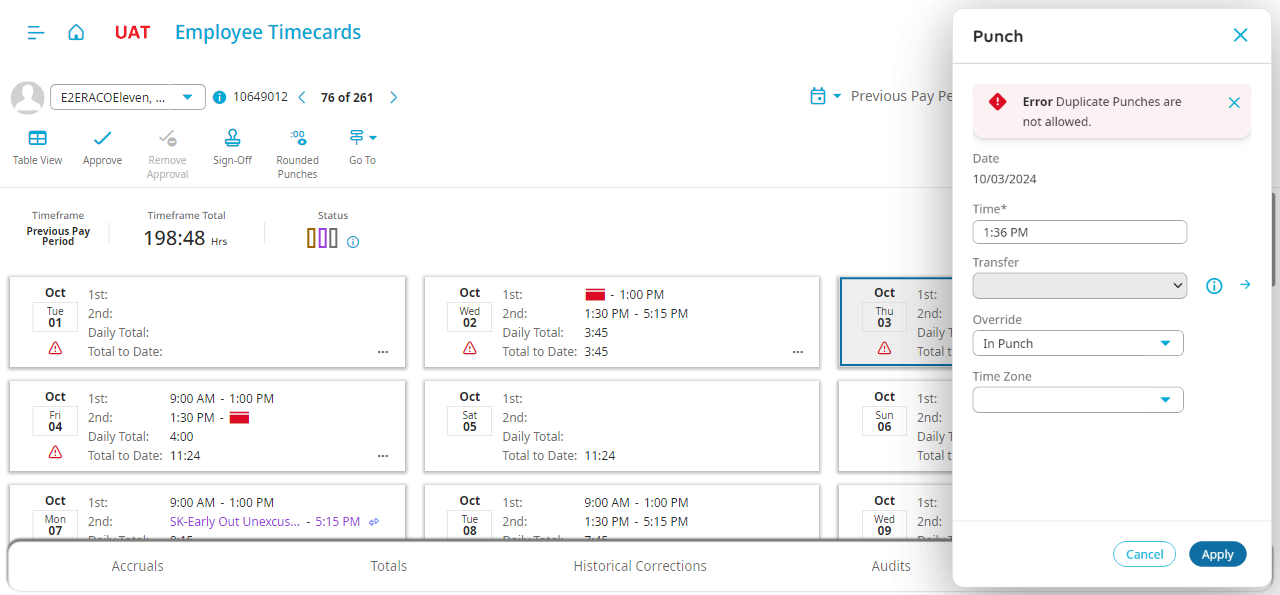 UAT
Employee Timecards
E2ERACOEleven, ...
10649012
76 of 261
Previous Pay Pe
Table View
Approve
Remove Approval
Sign-Off
:00
Rounded Punches
Go To
Timeframe
Previous Pay Period
Timeframe Total
198:48 Hrs
Status
Oct
Tue
01
1st:
2nd:
Daily Total:
Total to Date:
...
Oct
Wed
02
1st: - 1:00 PM
2nd: 1:30 PM - 5:15 PM
Daily Total: 3:45
Total to Date: 3:45
...
Oct
Thu
03
1st:
2nd:
Daily T
Total t
Oct
Fri
04
1st: 9:00 AM - 1:00 PM
2nd: 1:30 PM -
Daily Total: 4:00
Total to Date: 11:24
...
Oct
Sat
05
1st:
2nd:
Daily Total:
Total to Date: 11:24
Oct
Sun
06
1st:
2nd:
Daily T
Total t
Oct
Mon
07
1st: 9:00 AM - 1:00 PM
2nd: SK-Early Out Unexcus... - 5:15 PM
Oct
Tue
08
1st: 9:00 AM - 1:00 PM
2nd: 1:30 PM - 5:15 PM
Oct
Wed
09
1st:
2nd:
Accruals
Totals
Historical Corrections
Audits
Punch
Error Duplicate Punches are
not allowed.
Date
10/03/2024
Time*
1:36 PM
Transfer
Override
In Punch
Time Zone
Cancel
Apply